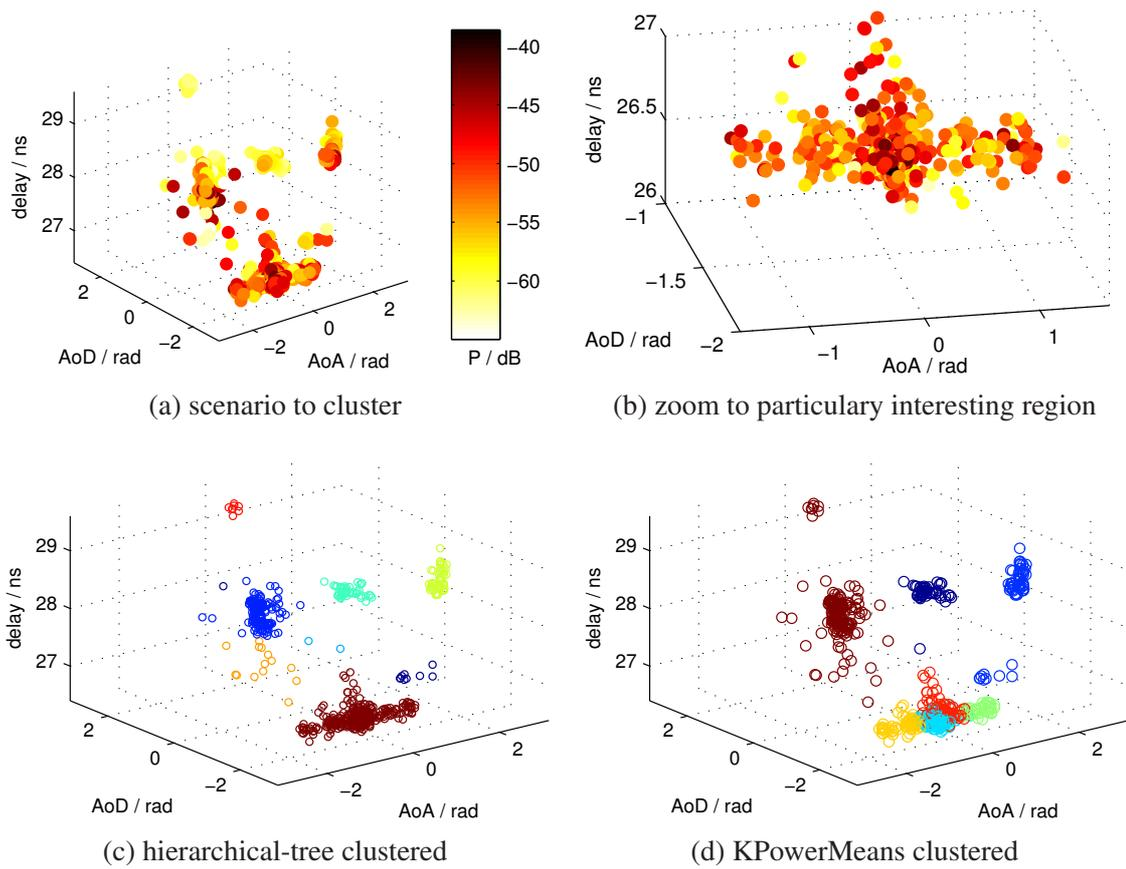 29
28
27
delay / ns
2
0
−2
AoD / rad
−2
0
2
AoA / rad
−40
−45
−50
−55
−60
P / dB
(a) scenario to cluster
27
26.5
26
delay / ns
−1
−1.5
−2
AoD / rad
−1
0
1
AoA / rad
(b) zoom to particulary interesting region
29
28
27
delay / ns
2
0
−2
AoD / rad
−2
0
2
AoA / rad
(c) hierarchical-tree clustered
29
28
27
delay / ns
2
0
−2
AoD / rad
−2
0
2
AoA / rad
(d) KPowerMeans clustered